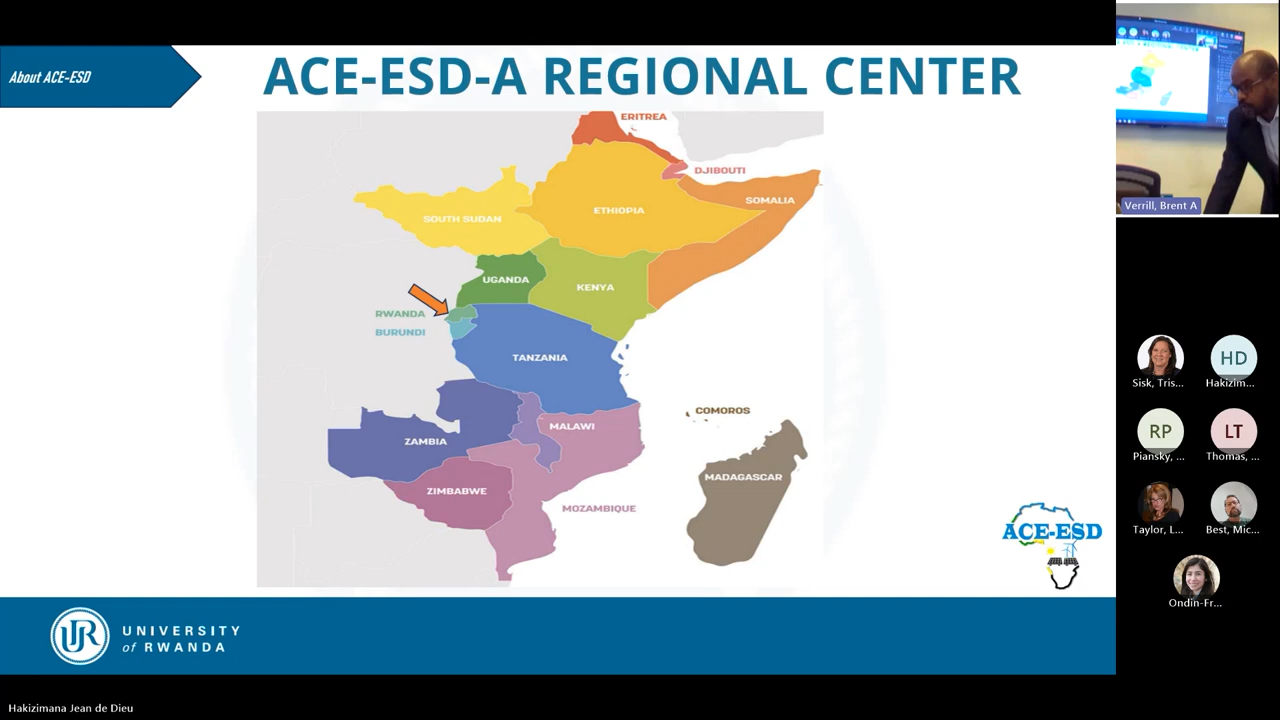 About ACE-ESD
ACE-ESD-A REGIONAL CENTER
ERITREA
DJIBOUTI
SOMALIA
ETHIOPIA
SOUTH SUDAN
UGANDA
KENYA
RWANDA
BURUNDI
TANZANIA
COMOROS
MALAWI
ZAMBIA
MADAGASCAR
ZIMBABWE
MOZAMBIQUE
ACE-ESD
UR
UNIVERSITY
of RWANDA
Hakizimana Jean de Dieu
Verrill, Brent A
Sisk, Tris...
HD
Hakizim...
RP
Piansky, ...
LT
Thomas, ...
Taylor, L...
Best, Mic...
Ondin-Fr...